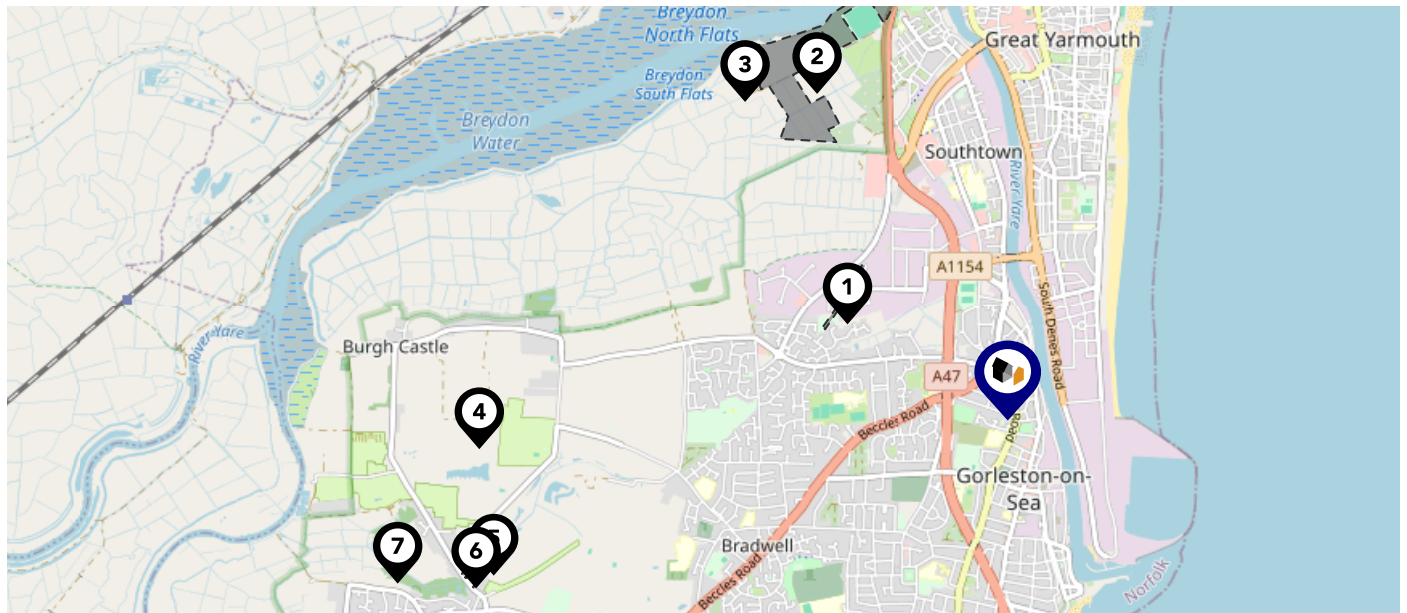 Breydon
North Flats
Great Yarmouth
3
2
Breydon
South Flats
Breydon
Water
Southtown
River Yare
A1154
1
South Denes Road
River Yare
Burgh Castle
A47
4
Beccles Road
Road
Gorleston-on-
Sea
5
6
7
Bradwell
Beccles Road
Norfolk